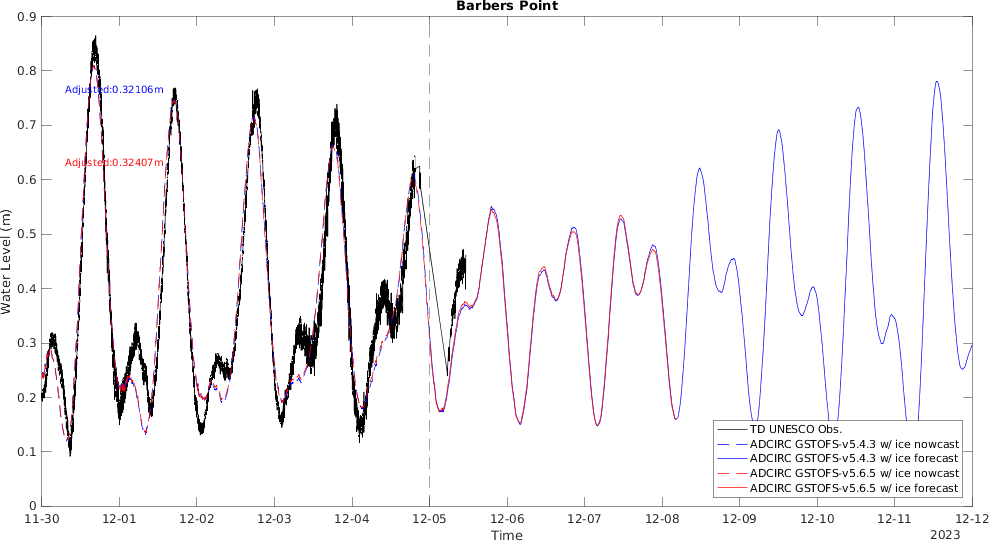 Barbers Point
0.9
0.8
0.7
0.6
0.5
0.4
0.3
0.2
0.1
0
Water Level (m)
Adjusted:0.32106m
Adjusted:0.32407m
TD UNESCO Obs.
ADCIRC GSTOFS-v5.4.3 w/ ice nowcast
ADCIRC GSTOFS-v5.4.3 w/ ice forecast
ADCIRC GSTOFS-v5.6.5 w/ ice nowcast
ADCIRC GSTOFS-v5.6.5 w/ ice forecast
11-30 12-01 12-02 12-03 12-04 12-05 12-06 12-07 12-08 12-09 12-10 12-11 12-12
Time
2023